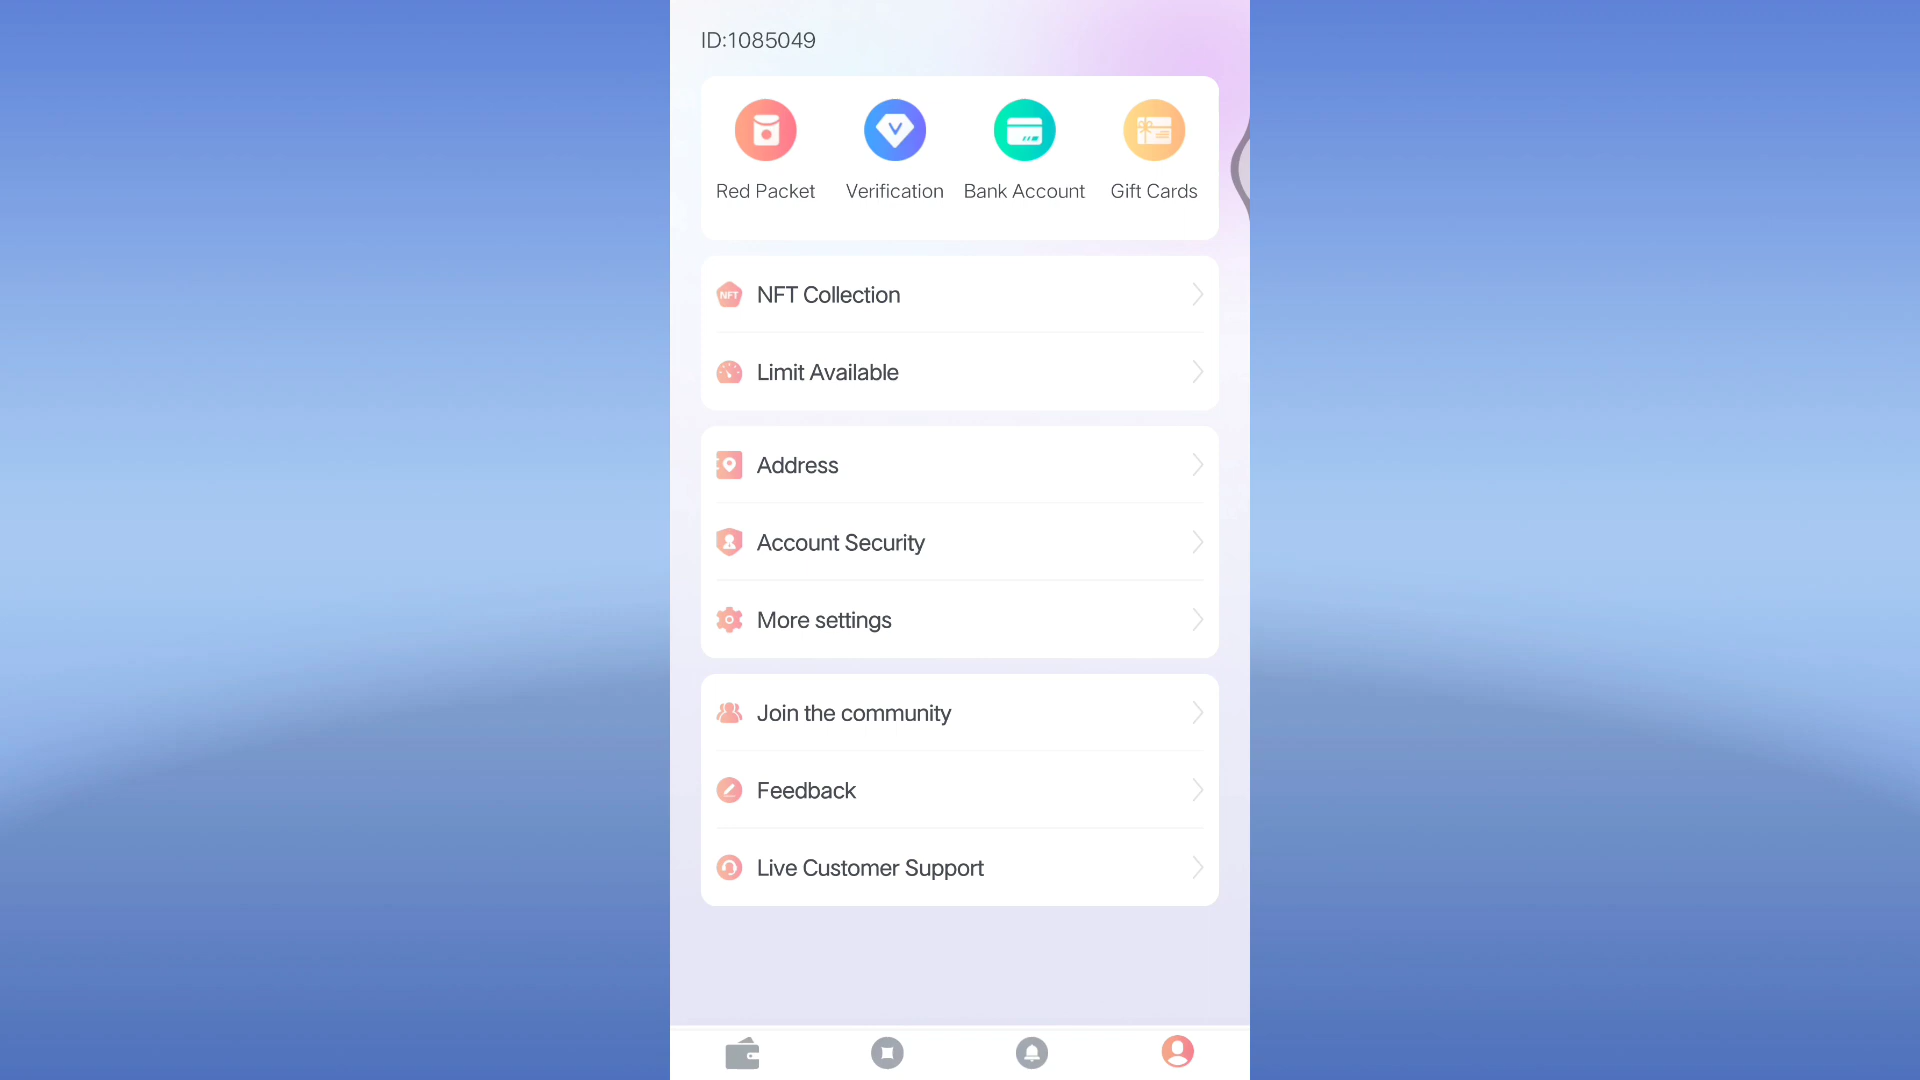 ID:1085049
Red Packet
Verification
Bank Account
Gift Cards
NFT
NFT Collection
Limit Available
Address
Account Security
More settings
Join the community
Feedback
Live Customer Support